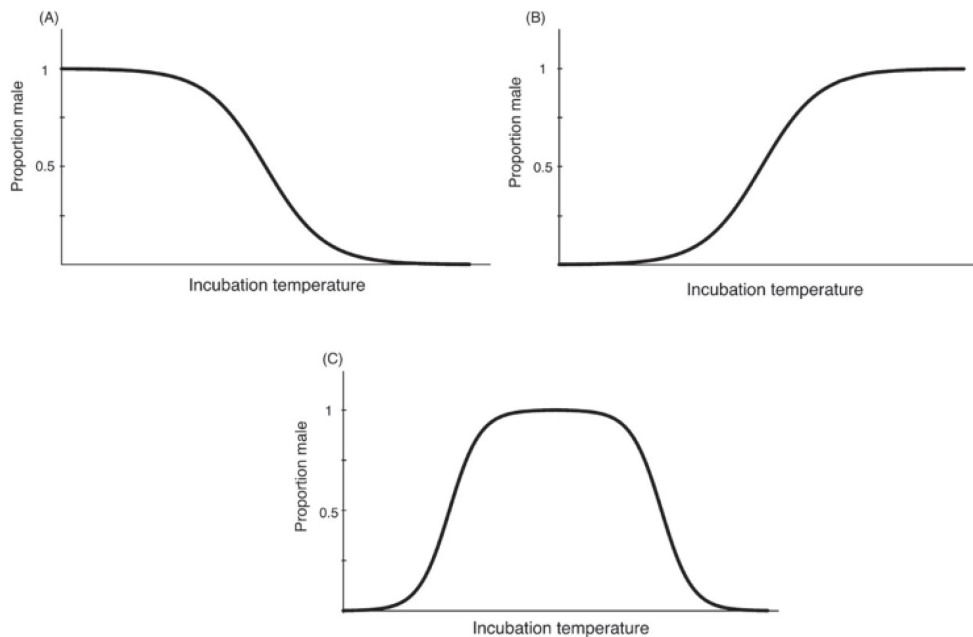 (A)
Proportion male
1
0.5
Incubation temperature
(B)
Proportion male
1
0.5
Incubation temperature
(C)
Proportion male
1
0.5
Incubation temperature